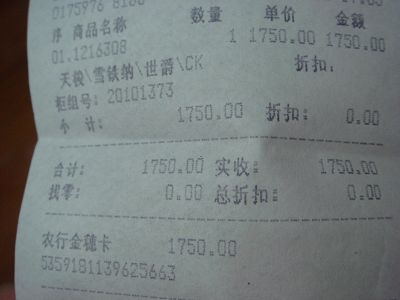 0175976
序 商品名称 数量 单价 金额
01.1216308 1 1750.00 1750.00
天梭\雪铁纳\世爵\CK 折扣:
柜组号: 20101373
小 计: 1750.00 折扣: 0.00
合计: 1750.00 实收: 1750.00
找零: 0.00 总折扣: 0.00
农行金穗卡 1750.00
5359181139625663